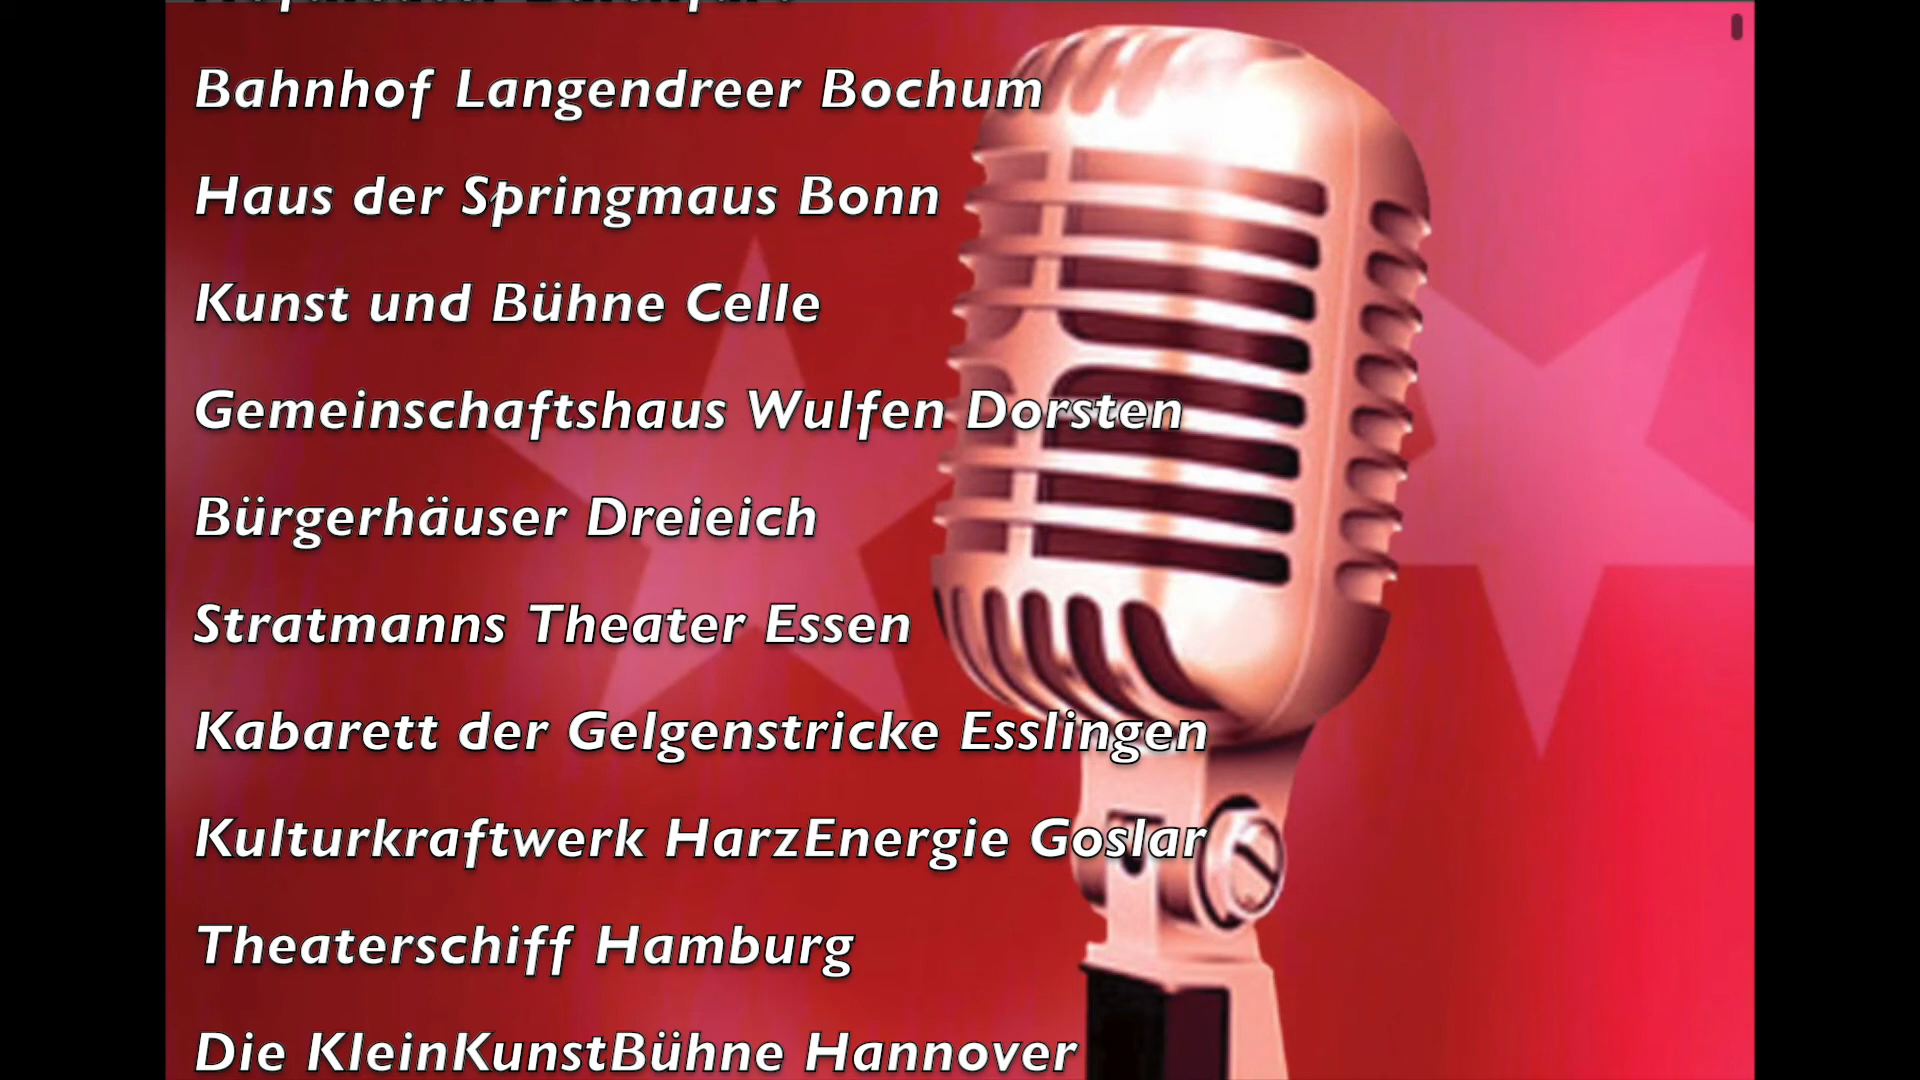 Bahnhof Langendreer Bochum
Haus der Springmaus Bonn
Kunst und Bühne Celle
Gemeinschaftshaus Wulfen Dorsten
Bürgerhäuser Dreieich
Stratmanns Theater Essen
Kabarett der Gelgenstricke Esslingen
Kulturkraftwerk HarzEnergie Goslar
Theaterschiff Hamburg
Die KleinKunstBühne Hannover